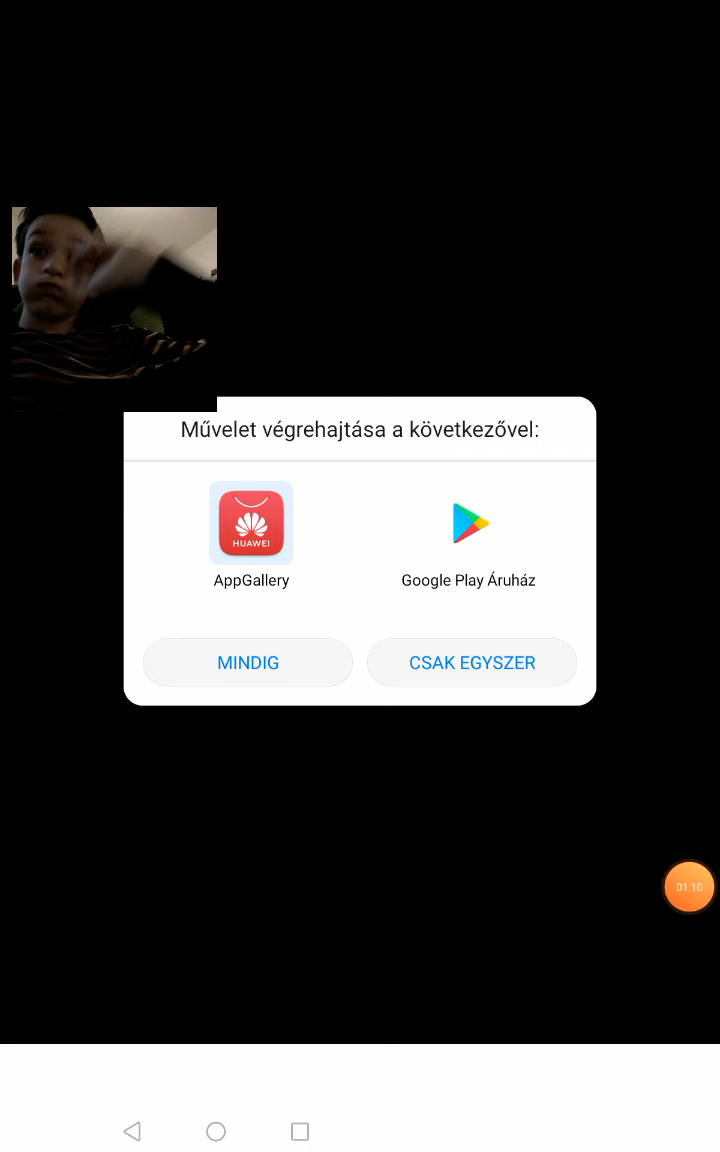 Művelet végrehajtása a következővel:
HUAWEI
AppGallery
Google Play Áruház
MINDIG
CSAK EGYSZER
01:10